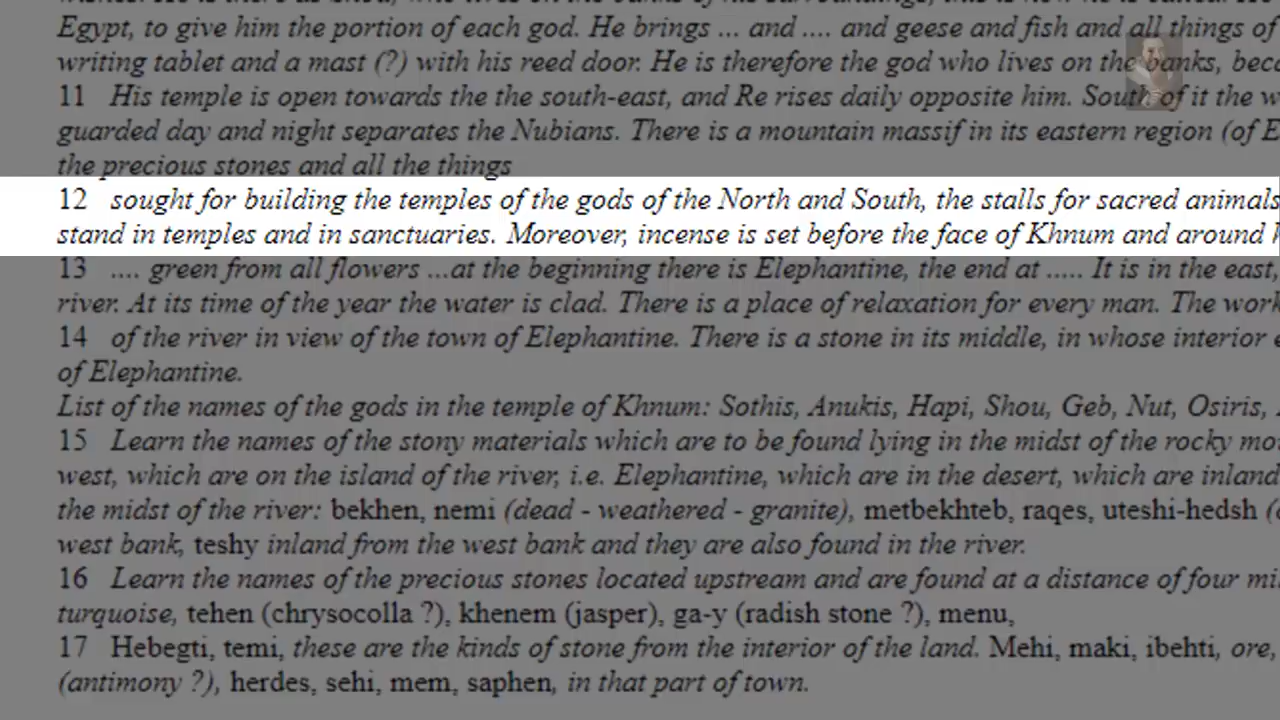 Egypt, to give him the portion of each god. He brings ... and .... and geese and fish and all things of
writing tablet and a mast (?) with his reed door. He is therefore the god who lives on the banks,
11 His temple is open towards the the south-east, and Re rises daily opposite him. South of it the
guarded day and night separates the Nubians. There is a mountain massif in its eastern region (of
the precious stones and all the things
12 sought for building the temples of the gods of the North and South, the stalls for sacred animals
stand in temples and in sanctuaries. Moreover, incense is set before the face of Khnum and around
13 .... green from all flowers ...at the beginning there is Elephantine, the end at ..... It is in the east,
river. At its time of the year the water is clad. There is a place of relaxation for every man. The
14 of the river in view of the town of Elephantine. There is a stone in its middle, in whose interior
of Elephantine.
List of the names of the gods in the temple of Khnum: Sothis, Anukis, Hapi, Shou, Geb, Nut, Osiris,
15 Learn the names of the stony materials which are to be found lying in the midst of the rocky
west, which are on the island of the river, i.e. Elephantine, which are in the desert, which are inland
the midst of the river: bekhen, nemi (dead - weathered - granite), metbekhteb, raqes, uteshi-hedsh
west bank, teshy inland from the west bank and they are also found in the river.
16 Learn the names of the precious stones located upstream and are found at a distance of four
turquoise, tehen (chrysocolla ?), khenem (jasper), ga-y (radish stone ?), menu,
17 Hebegti, temi, these are the kinds of stone from the interior of the land. Mehi, maki, ibehti, ore,
(antimony ?), herdes, sehi, mem, saphen, in that part of town.